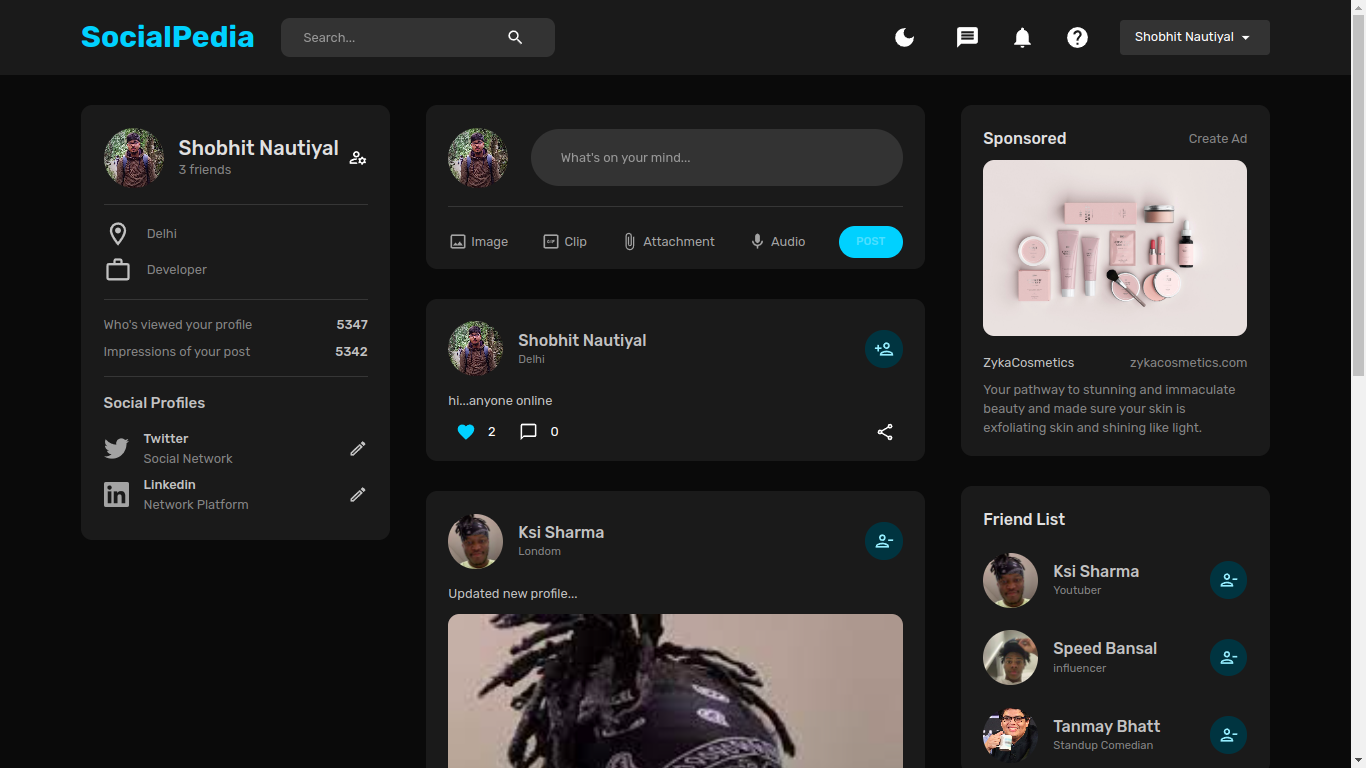 SocialPedia
Search...
Shobhit Nautiyal
Shobhit Nautiyal
3 friends
Delhi
Developer
Who's viewed your profile 5347
Impressions of your post 5342
Social Profiles
Twitter
Social Network
Linkedin
Network Platform
What's on your mind...
Image Clip Attachment Audio POST
Shobhit Nautiyal
Delhi
hi...anyone online
2 0
Ksi Sharma
Londom
Updated new profile...
Sponsored Create Ad
ZykaCosmetics zykacosmetics.com
Your pathway to stunning and immaculate
beauty and made sure your skin is
exfoliating skin and shining like light.
Friend List
Ksi Sharma
Youtuber
Speed Bansal
influencer
Tanmay Bhatt
Standup Comedian